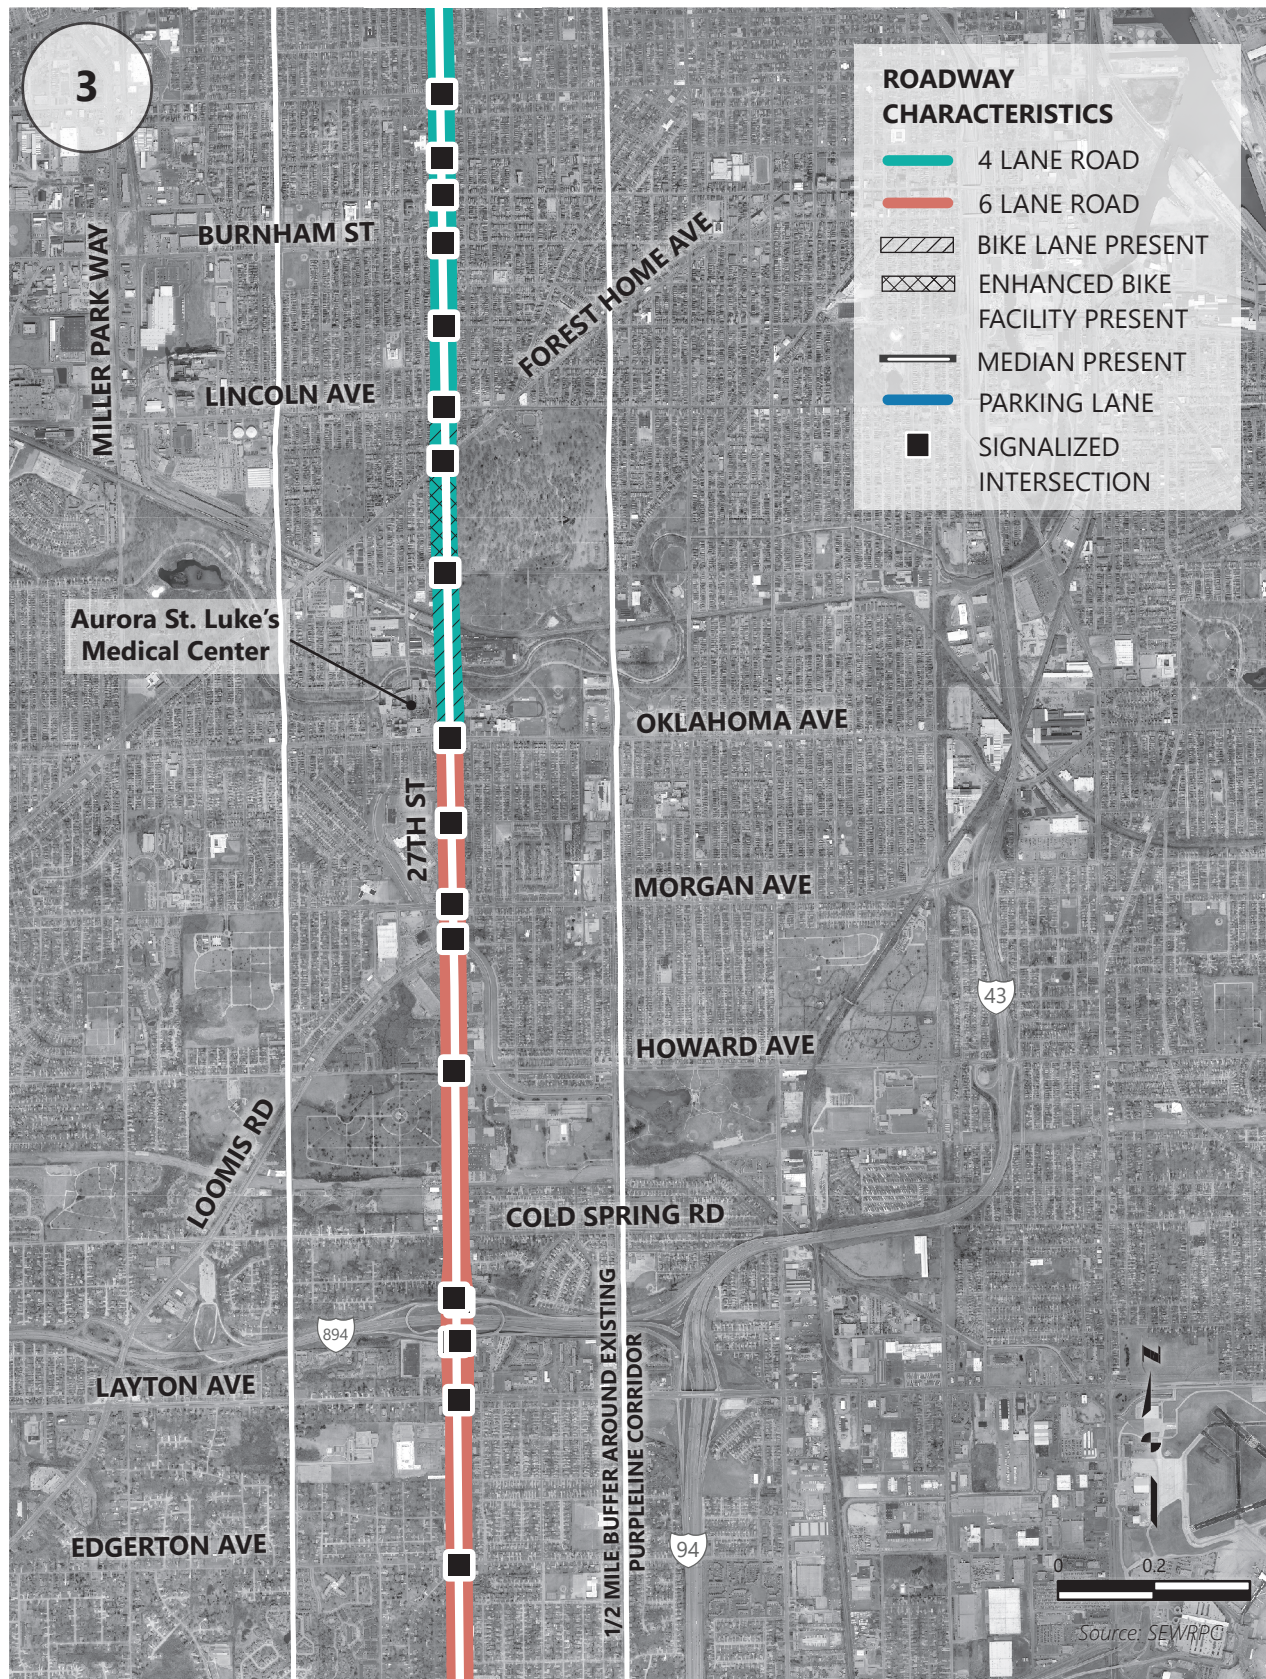 3
ROADWAY
CHARACTERISTICS
4 LANE ROAD
6 LANE ROAD
BIKE LANE PRESENT
ENHANCED BIKE
FACILITY PRESENT
MEDIAN PRESENT
PARKING LANE
SIGNALIZED
INTERSECTION
BURNHAM ST
MILLER PARK WAY
FOREST HOME AVE
LINCOLN AVE
Aurora St. Luke's
Medical Center
OKLAHOMA AVE
27TH ST
MORGAN AVE
43
HOWARD AVE
LOOMIS RD
COLD SPRING RD
894
LAYTON AVE
1/2 MILE BUFFER AROUND EXISTING
PURPLELINE CORRIDOR
EDGERTON AVE
94
0 0.2
Source: SEWRPC